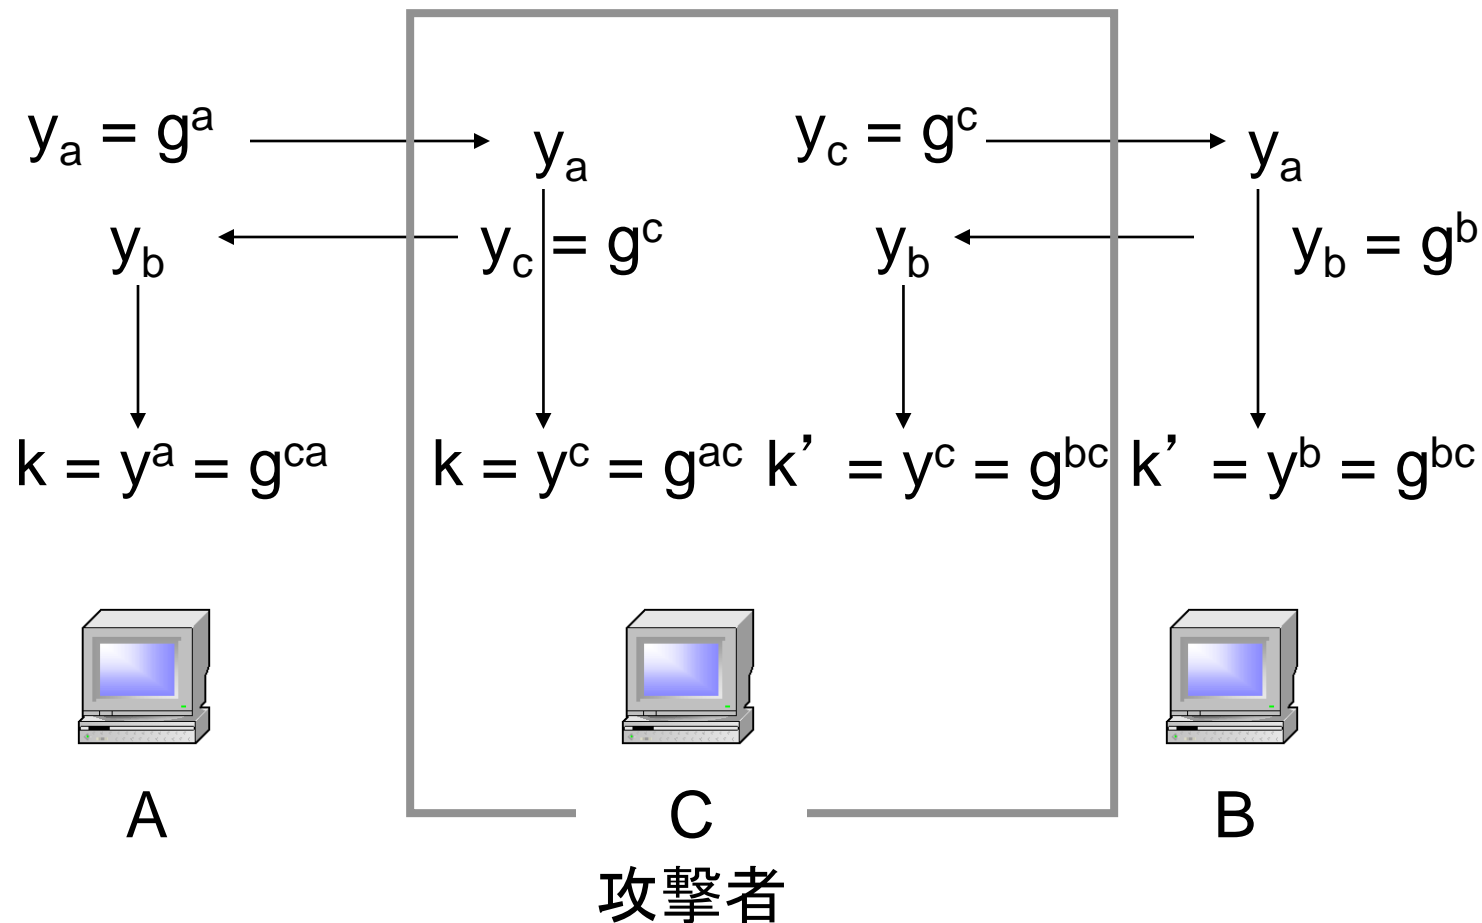 y_a = g^a y_a y_c = g^c y_a
y_b y_c = g^c y_b y_b = g^b
k = y^a = g^ca k = y^c = g^ac k’ = y^c = g^bc k’ = y^b = g^bc
A C B
攻撃者